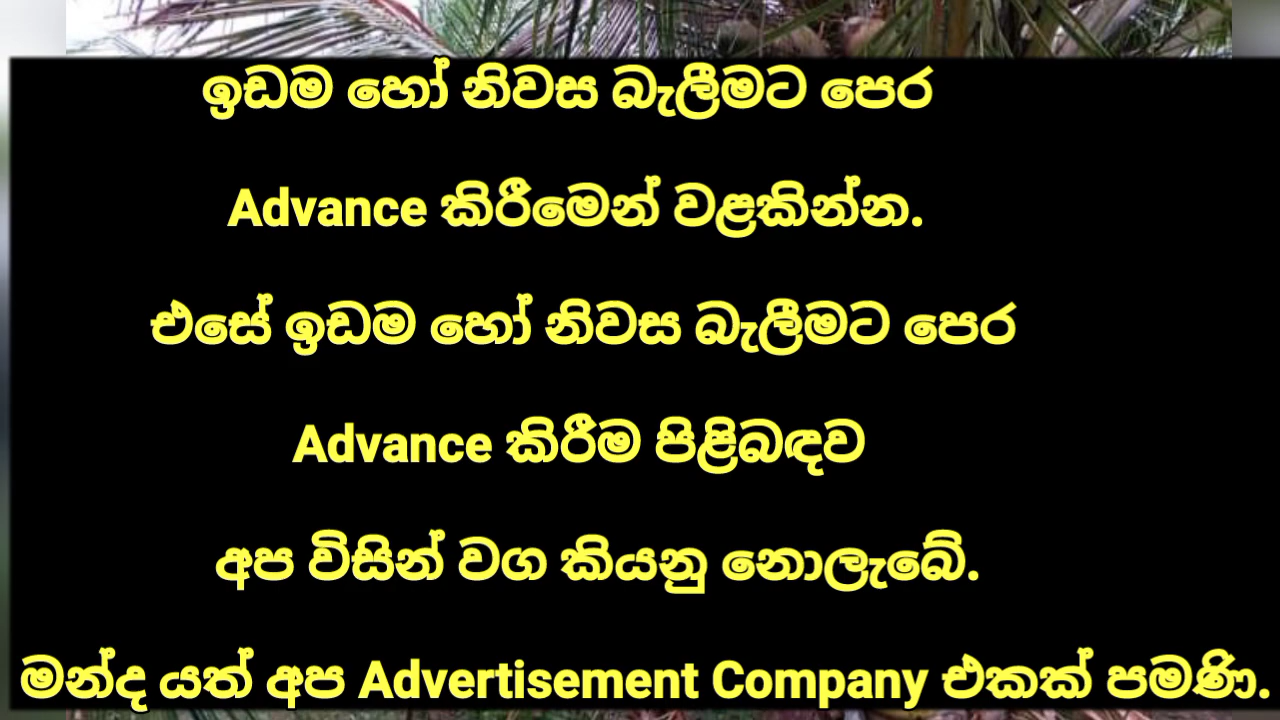 ඉඩම හෝ නිවස බැලීමට පෙර
Advance කිරීමෙන් වළකින්න.
එසේ ඉඩම හෝ නිවස බැලීමට පෙර
Advance කිරීම පිළිබඳව
අප විසින් වග කියනු නොලැබේ.
මන්ද යත් අප Advertisement Company එකක් පමණි.